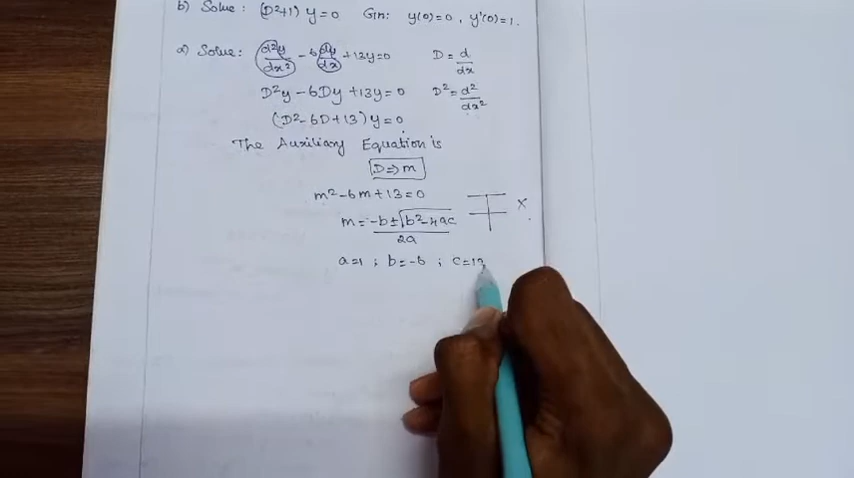 b) Solve: (D²+1) y=0 Gn: y(0)=0, y'(0)=1.
a) Solve: d²y/dx² - 6 dy/dx +13y=0 D = d/dx
D²y - 6Dy +13y = 0 D² = d²/dx²
(D² - 6D+13) y = 0
The Auxiliary Equation is
D => m
m² - 6m + 13 = 0
m = -b ± √b² - 4ac / 2a
a=1 ; b = -6 ; c=13